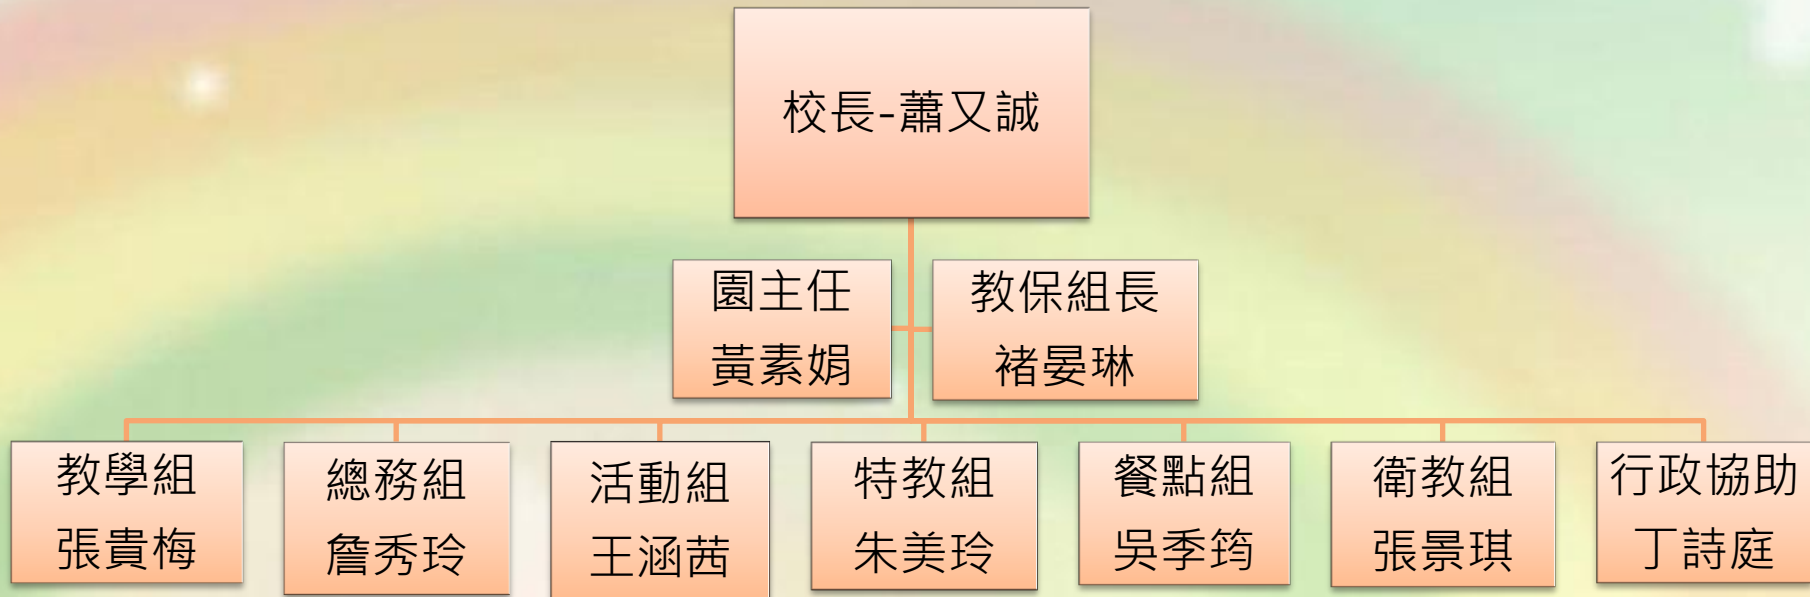 校長-蕭又誠
園主任
黃素娟
教保組長
褚晏琳
教學組
張貴梅
總務組
詹秀玲
活動組
王涵茜
特教組
朱美玲
餐點組
吳季筠
衛教組
張景琪
行政協助
丁詩庭